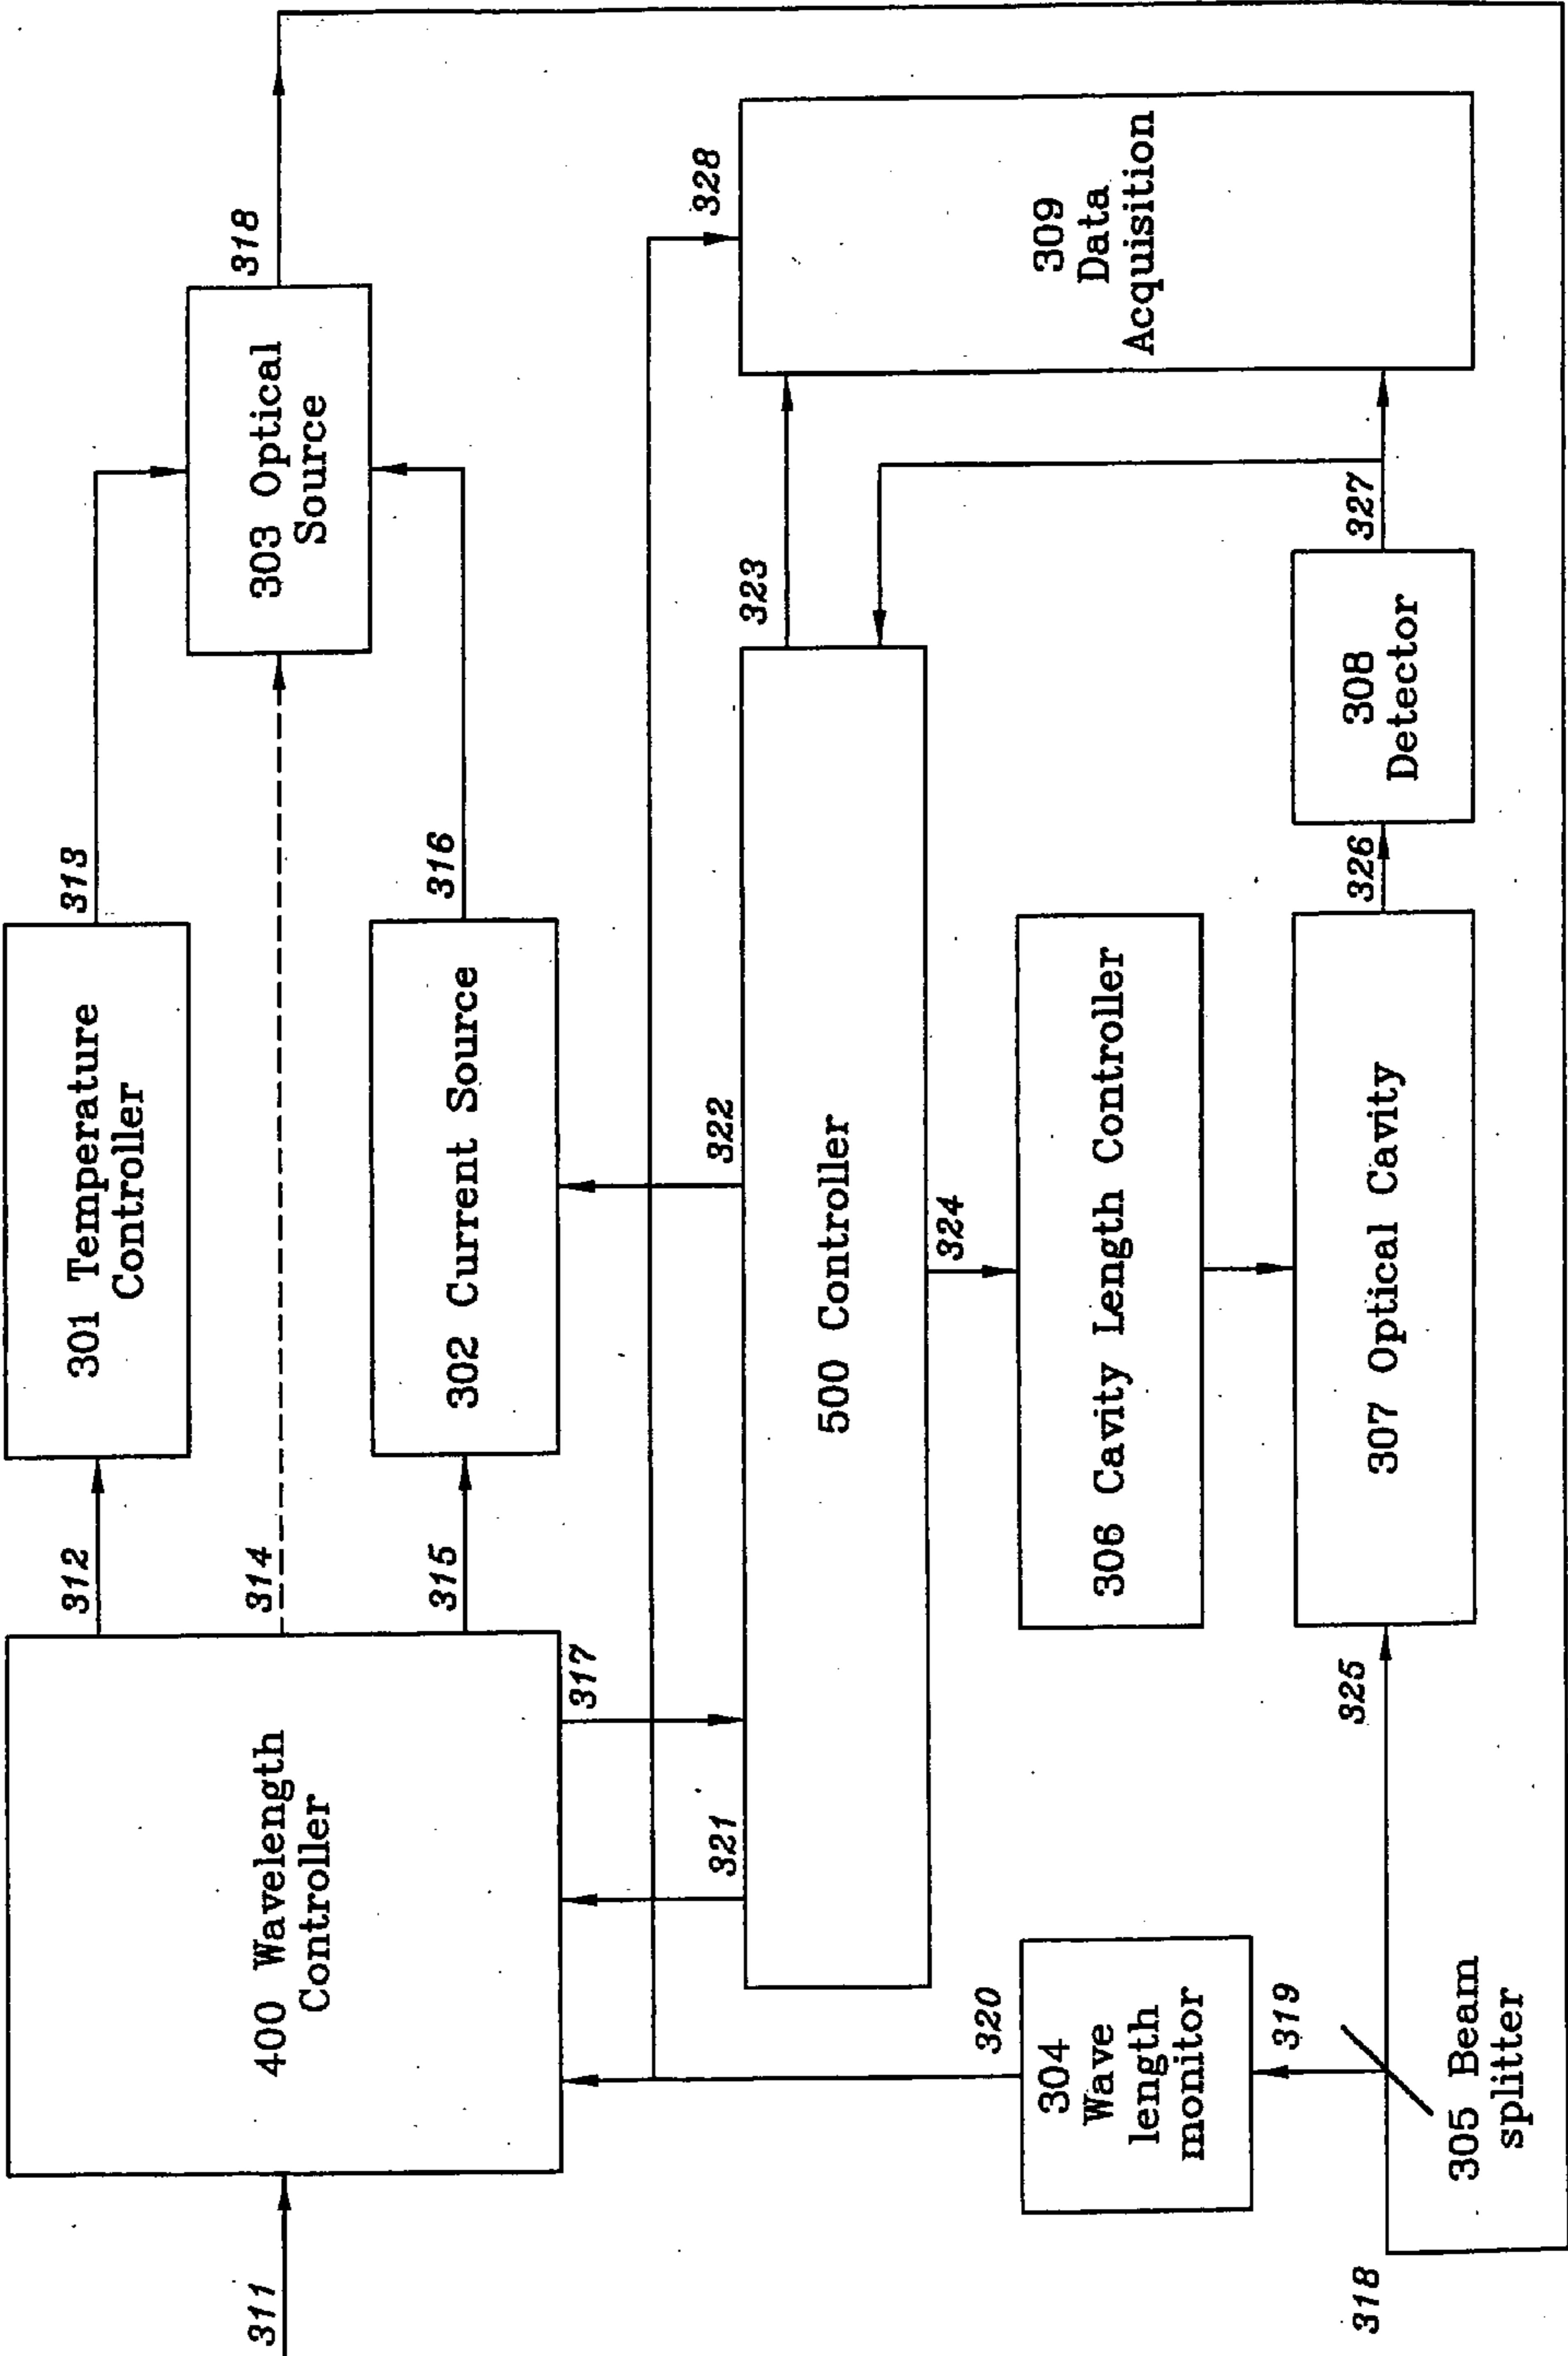 311
400 Wavelength
Controller
312
314
315
317
301 Temperature
Controller
313
302 Current Source
316
303 Optical
Source
318
320
321
322
323
328
304
Wave
length
monitor
500 Controller
324
309
Data
Acquisition
306 Cavity Length Controller
319
318
305 Beam
splitter
325
307 Optical Cavity
326
308
Detector
327